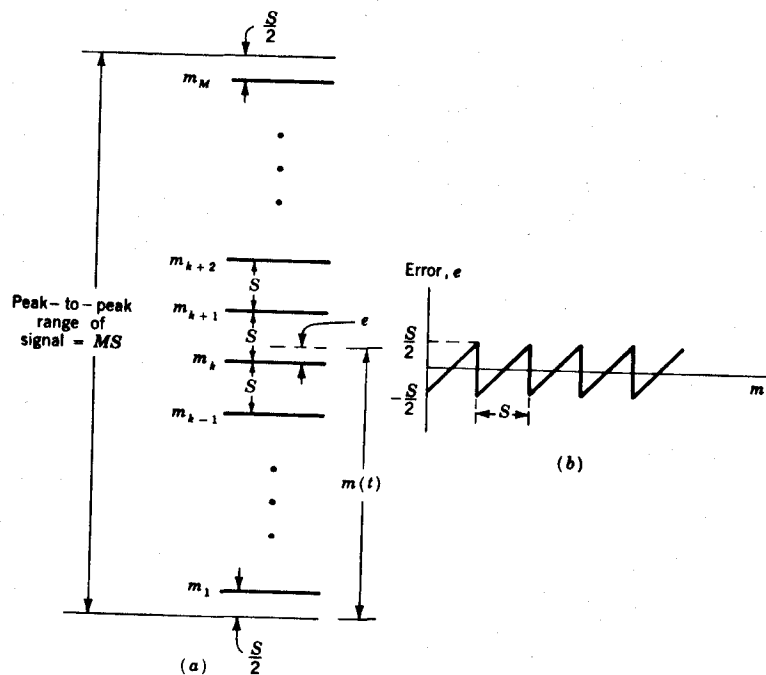 S/2
m_M
m_{k+2}
S
m_{k+1}
e
S
m_k
S
m_{k-1}
Peak-to-peak
range of
signal = MS
m(t)
m_1
S/2
(a)
Error, e
S/2
-S/2
S
m
(b)